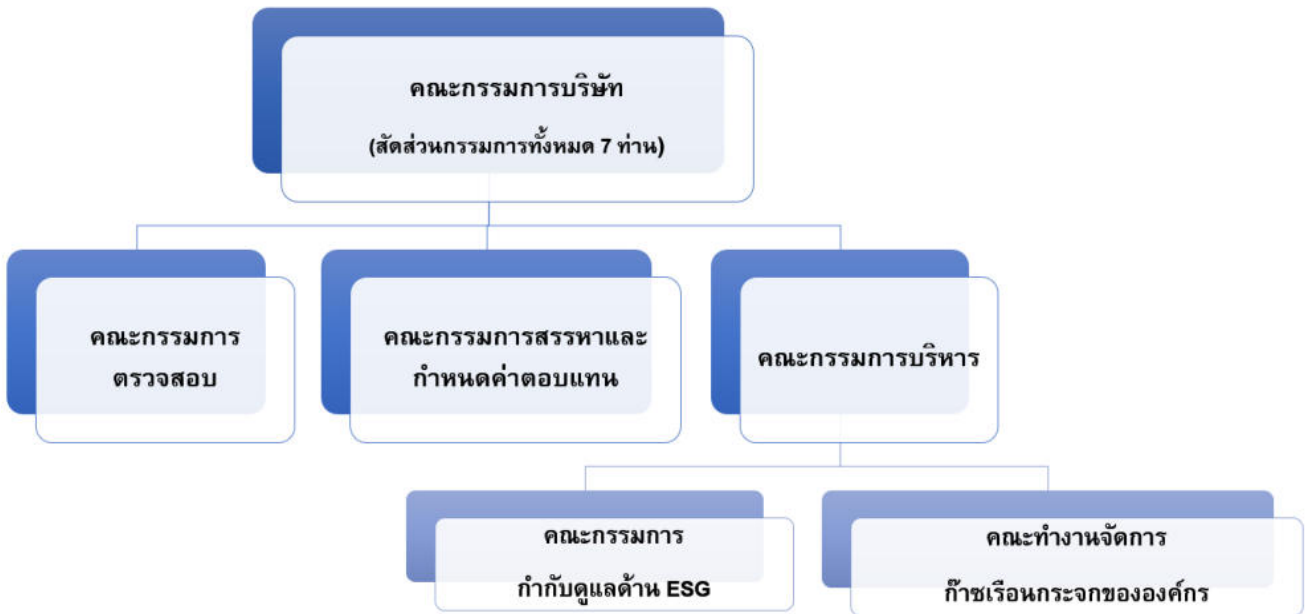 คณะกรรมการบริษัท
(สัดส่วนกรรมการทั้งหมด 7 ท่าน)
คณะกรรมการ
ตรวจสอบ
คณะกรรมการสรรหาและ
กำหนดค่าตอบแทน
คณะกรรมการบริหาร
คณะกรรมการ
กำกับดูแลด้าน ESG
คณะทำงานจัดการ
ก๊าซเรือนกระจกขององค์กร